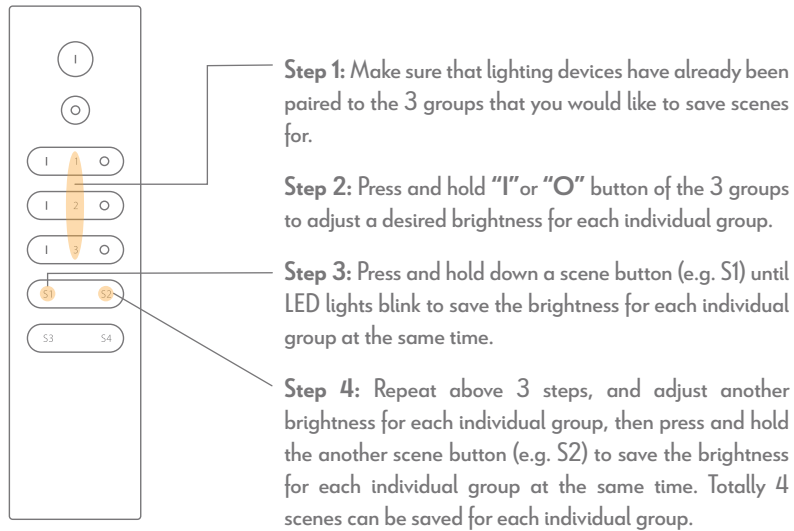 I
O
I 1 O
I 2 O
I 3 O
S1 S2
S3 S4
Step 1: Make sure that lighting devices have already been
paired to the 3 groups that you would like to save scenes
for.
Step 2: Press and hold "I"or "O" button of the 3 groups
to adjust a desired brightness for each individual group.
Step 3: Press and hold down a scene button (e.g. S1) until
LED lights blink to save the brightness for each individual
group at the same time.
Step 4: Repeat above 3 steps, and adjust another
brightness for each individual group, then press and hold
the another scene button (e.g. S2) to save the brightness
for each individual group at the same time. Totally 4
scenes can be saved for each individual group.